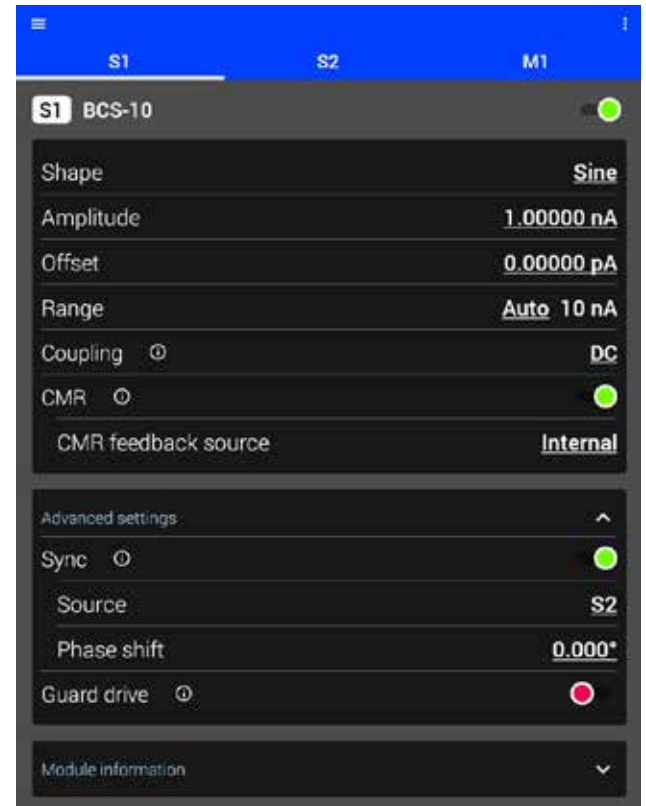 S1 S2 M1
S1 BCS-10
Shape Sine
Amplitude 1.00000 nA
Offset 0.00000 pA
Range Auto 10 nA
Coupling DC
CMR
CMR feedback source Internal
Advanced settings
Sync
Source S2
Phase shift 0.000°
Guard drive
Module information